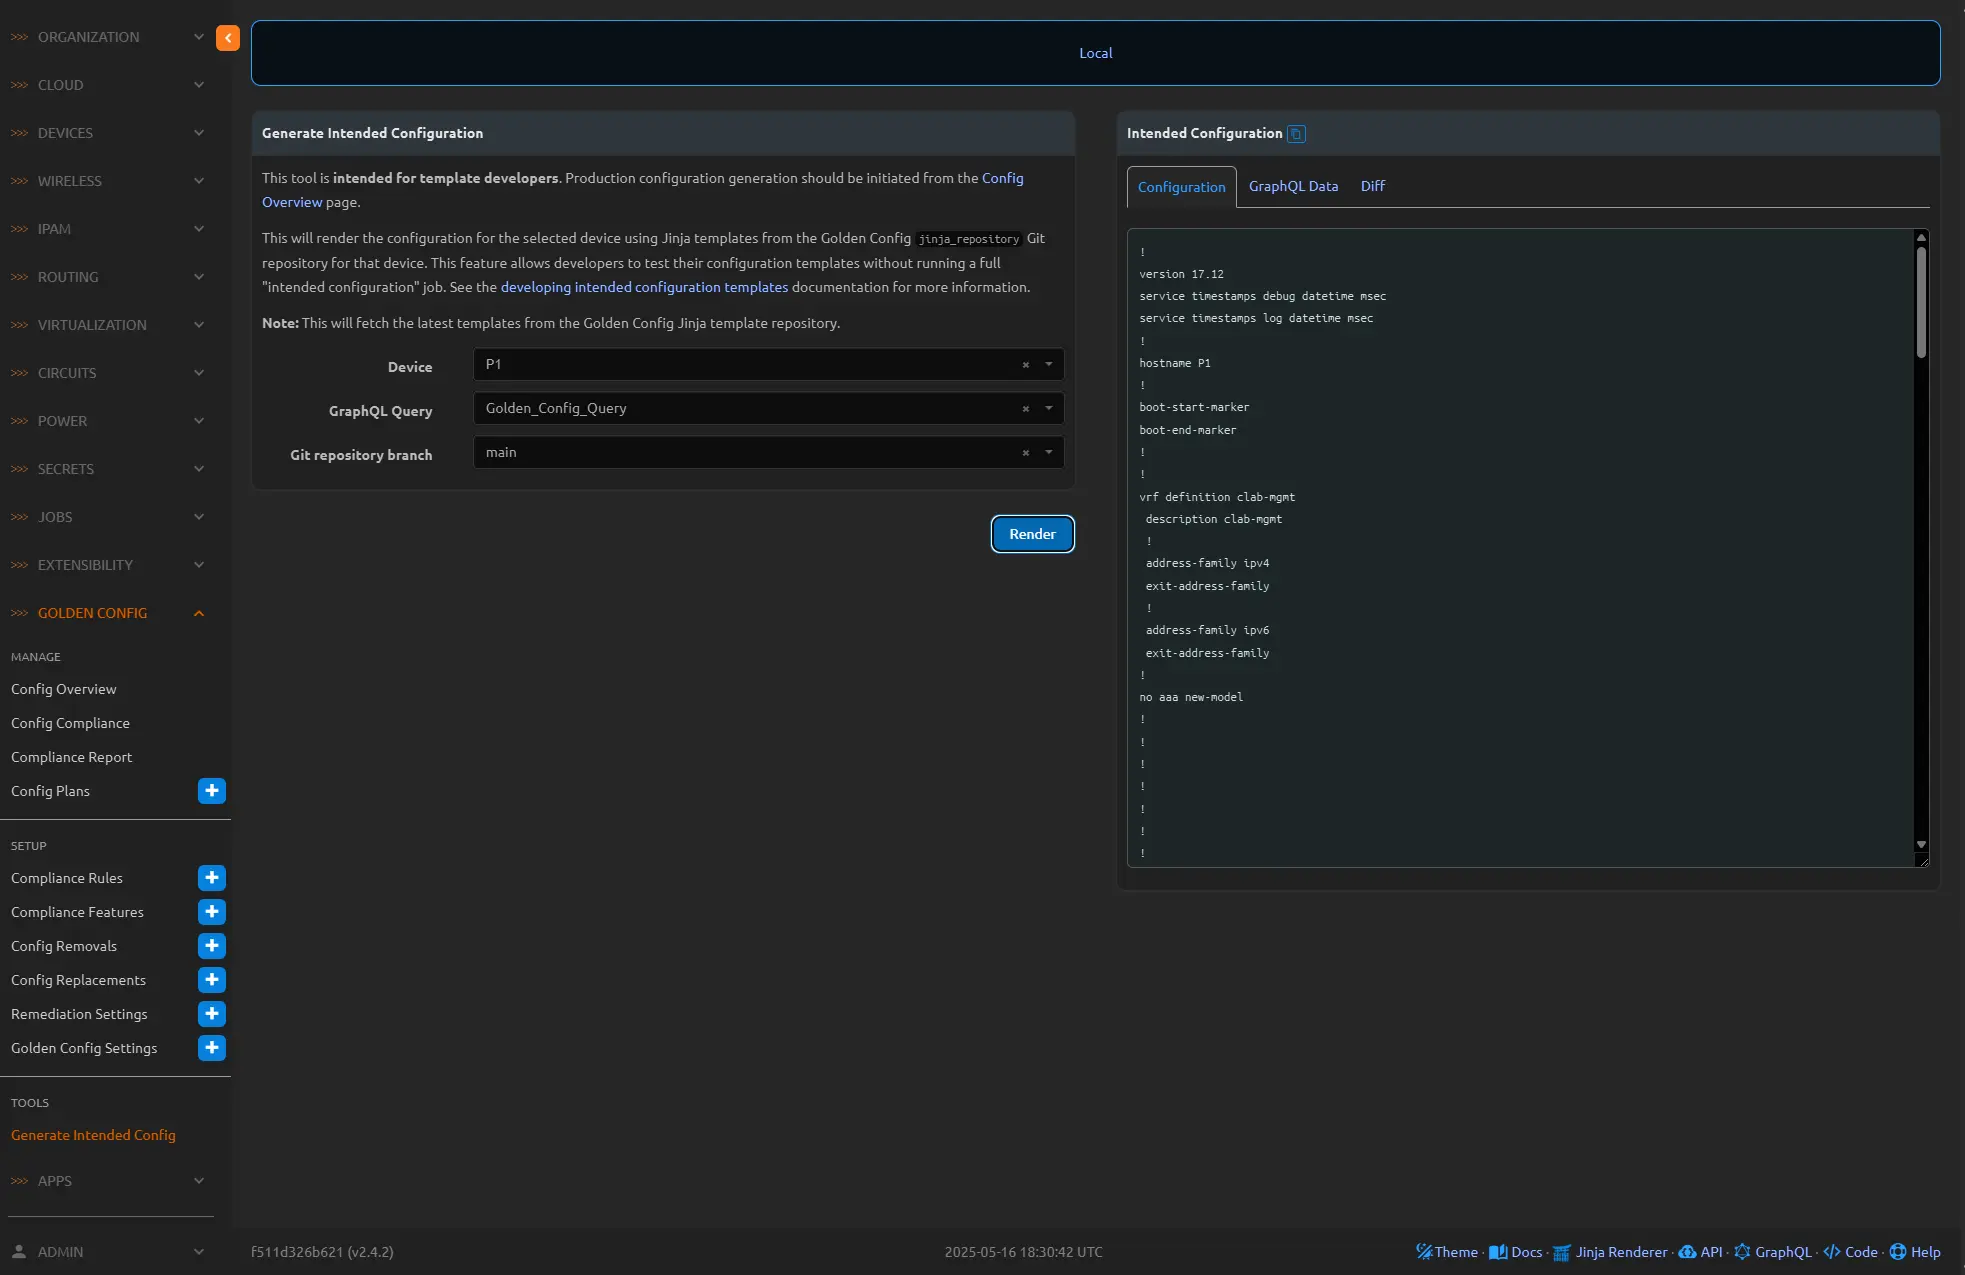 ORGANIZATION
CLOUD
DEVICES
WIRELESS
IPAM
ROUTING
VIRTUALIZATION
CIRCUITS
POWER
SECRETS
JOBS
EXTENSIBILITY
GOLDEN CONFIG
MANAGE
Config Overview
Config Compliance
Compliance Report
Config Plans
SETUP
Compliance Rules
Compliance Features
Config Removals
Config Replacements
Remediation Settings
Golden Config Settings
TOOLS
Generate Intended Config
APPS
ADMIN
Local
Generate Intended Configuration
This tool is intended for template developers. Production configuration generation should be initiated from the Config
Overview page.
This will render the configuration for the selected device using Jinja templates from the Golden Config jinja_repository Git
repository for that device. This feature allows developers to test their configuration templates without running a full
"intended configuration" job. See the developing intended configuration templates documentation for more information.
Note: This will fetch the latest templates from the Golden Config Jinja template repository.
Device P1
GraphQL Query Golden_Config_Query
Git repository branch main
Render
Intended Configuration
Configuration GraphQL Data Diff
!
version 17.12
service timestamps debug datetime msec
service timestamps log datetime msec
!
hostname P1
!
boot-start-marker
boot-end-marker
!
!
vrf definition clab-mgmt
description clab-mgmt
!
address-family ipv4
exit-address-family
!
address-family ipv6
exit-address-family
!
no aaa new-model
!
!
!
!
!
!
!
f511d326b621 (v2.4.2)
2025-05-16 18:30:42 UTC
Theme · Docs · Jinja Renderer · API · GraphQL · Code · Help